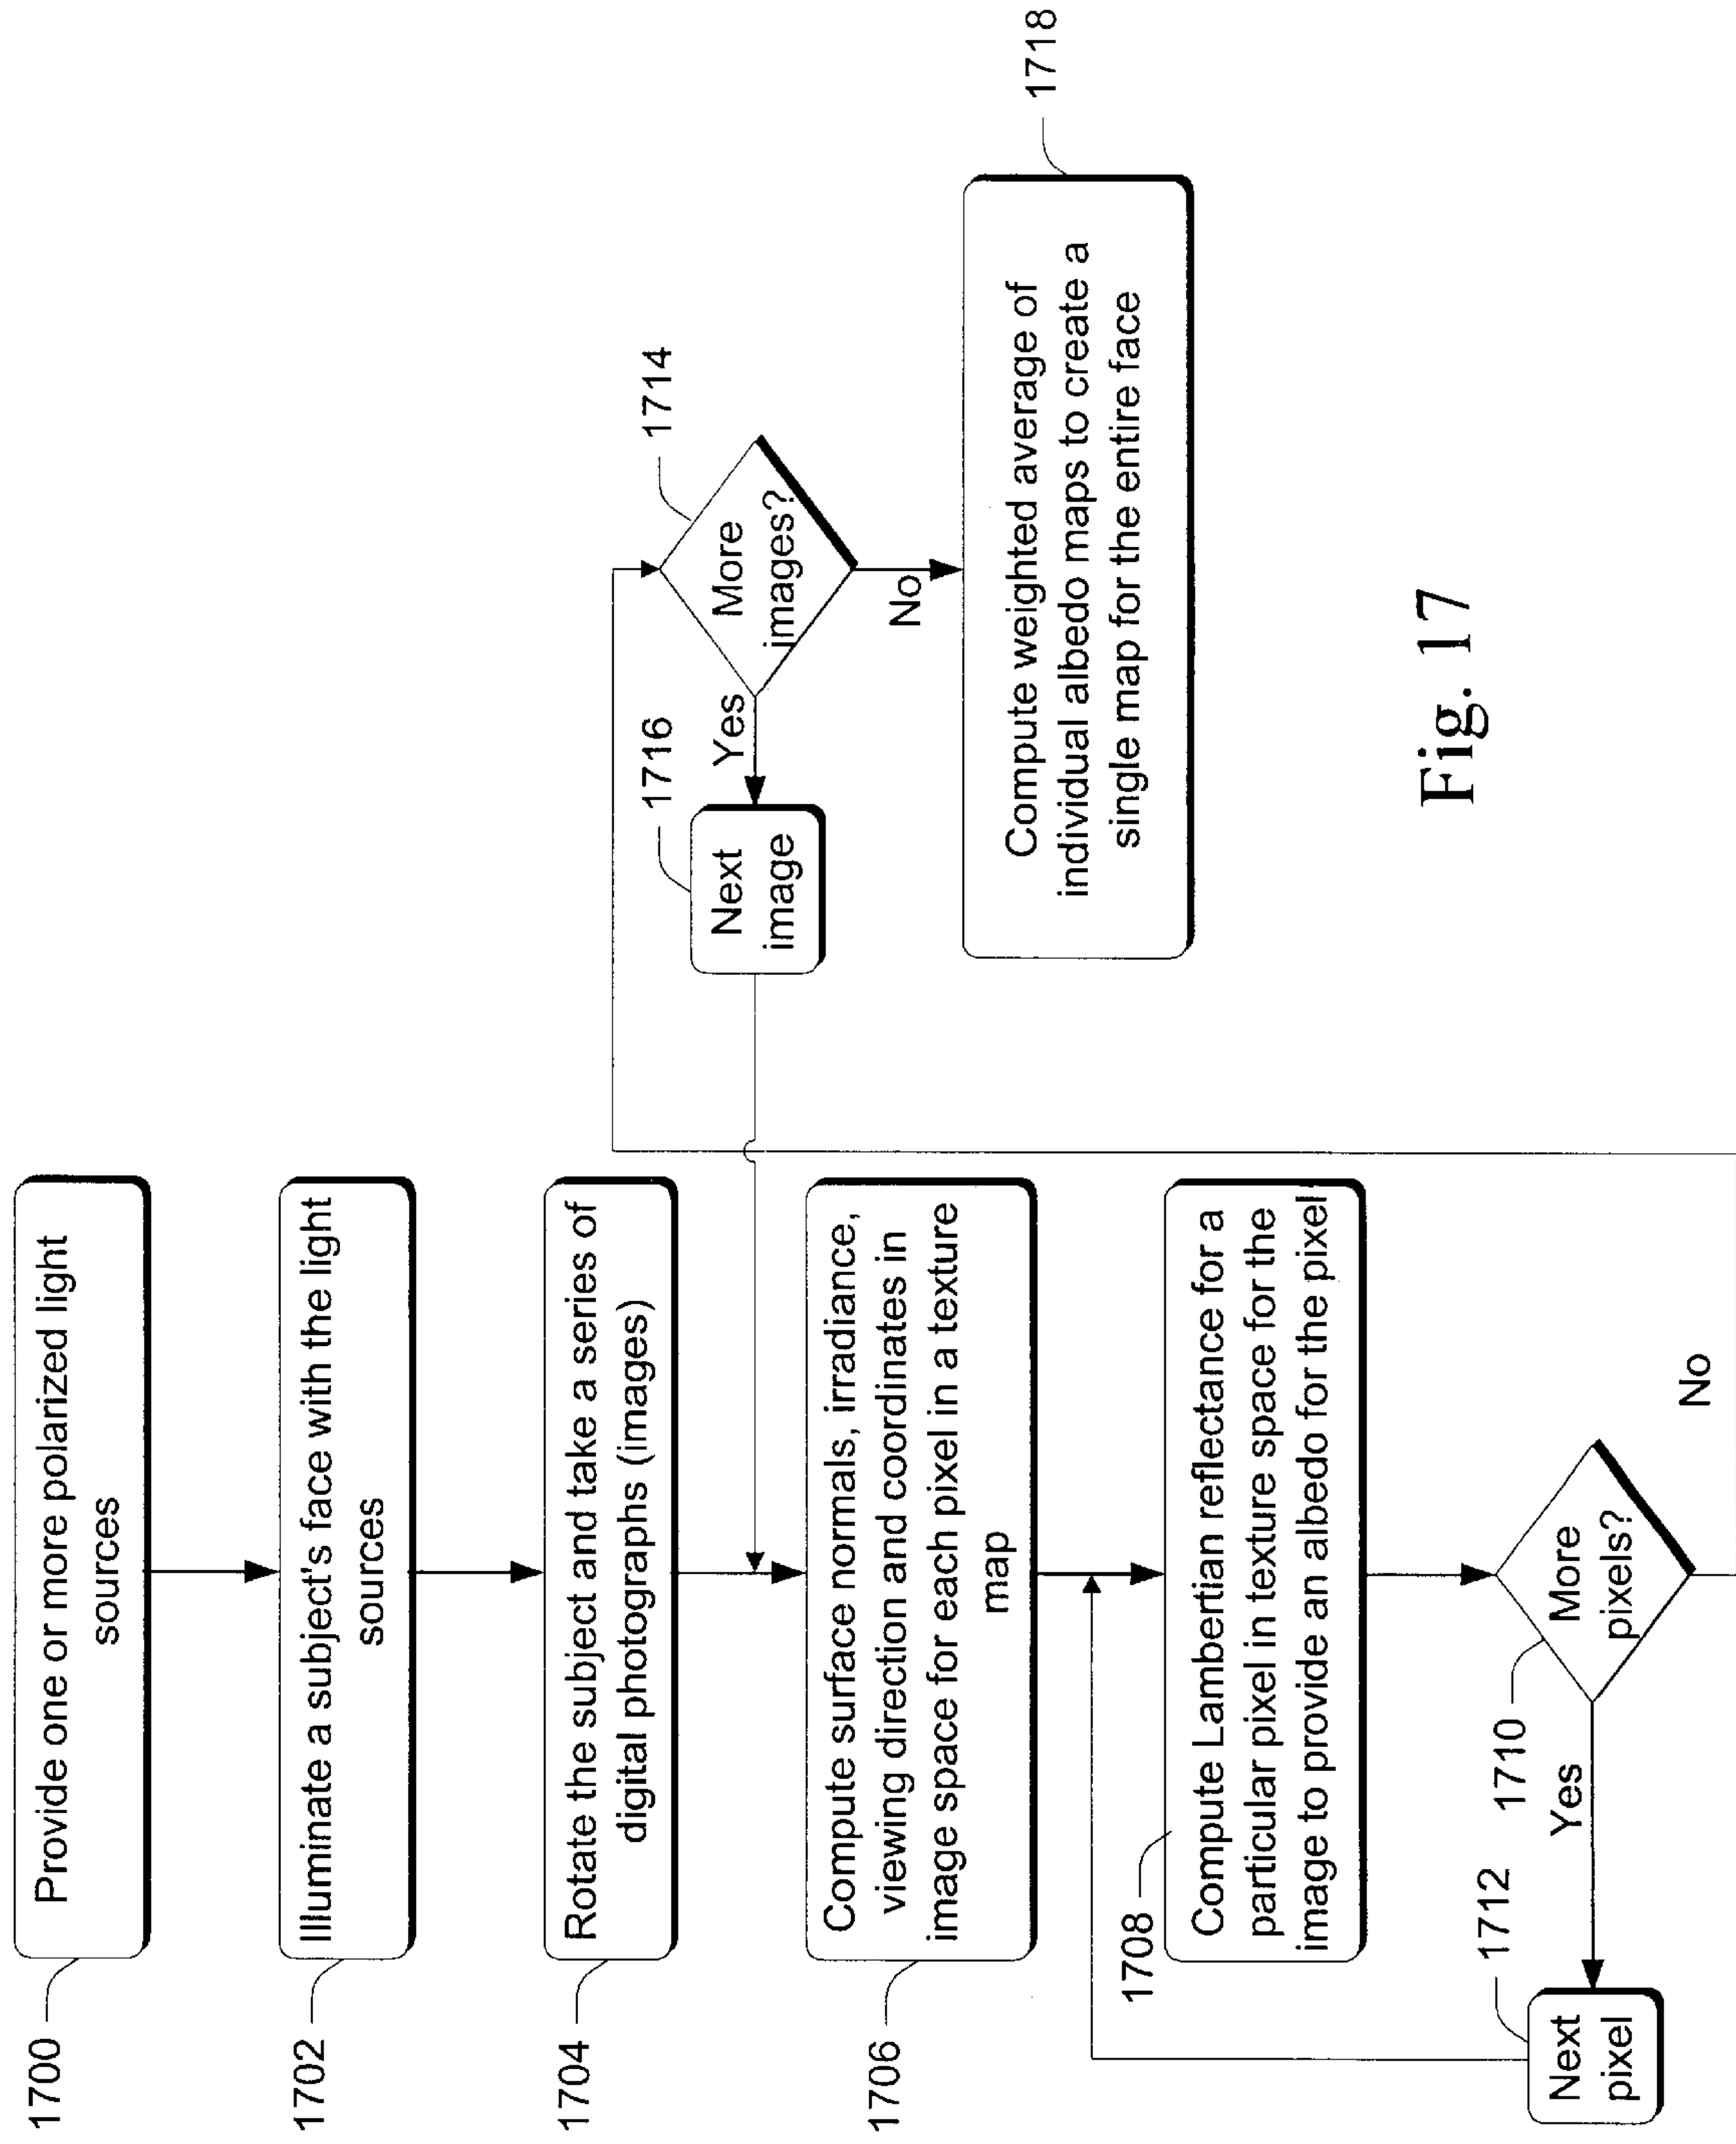 1700
Provide one or more polarized light
sources
1702
Illuminate a subject's face with the light
sources
1704
Rotate the subject and take a series of
digital photographs (images)
1706
Compute surface normals, irradiance,
viewing direction and coordinates in
image space for each pixel in a texture
map
1708
Compute Lambertian reflectance for a
particular pixel in texture space for the
image to provide an albedo for the pixel
1710
More
pixels?
Yes
No
1712
Next
pixel
1714
More
images?
Yes
No
1716
Next
image
1718
Compute weighted average of
individual albedo maps to create a
single map for the entire face
Fig. 17